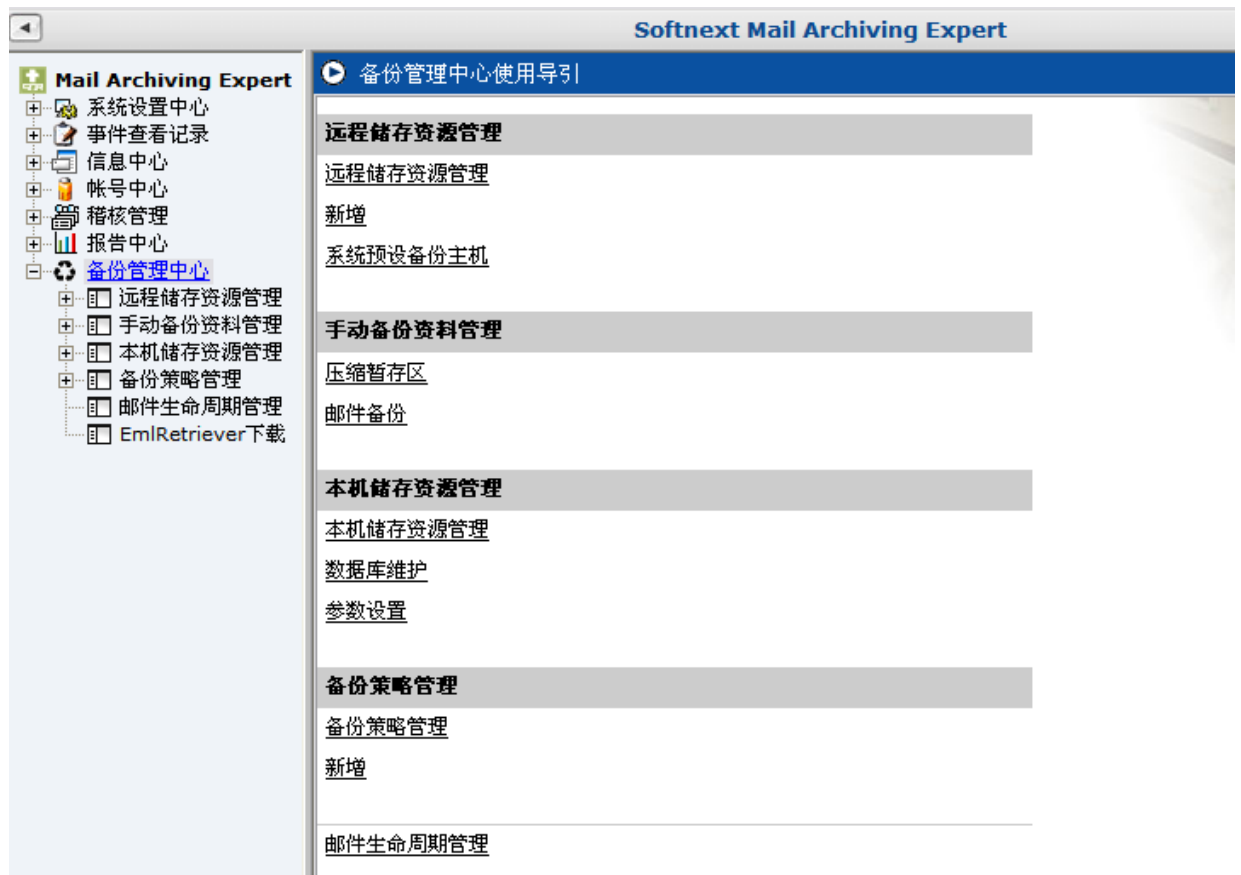 Softnext Mail Archiving Expert
Mail Archiving Expert
系统设置中心
事件查看记录
信息中心
帐号中心
稽核管理
报告中心
备份管理中心
远程储存资源管理
手动备份资料管理
本机储存资源管理
备份策略管理
邮件生命周期管理
EmlRetriever下载
备份管理中心使用导引
远程储存资源管理
远程储存资源管理
新增
系统预设备份主机
手动备份资料管理
压缩暂存区
邮件备份
本机储存资源管理
本机储存资源管理
数据库维护
参数设置
备份策略管理
备份策略管理
新增
邮件生命周期管理